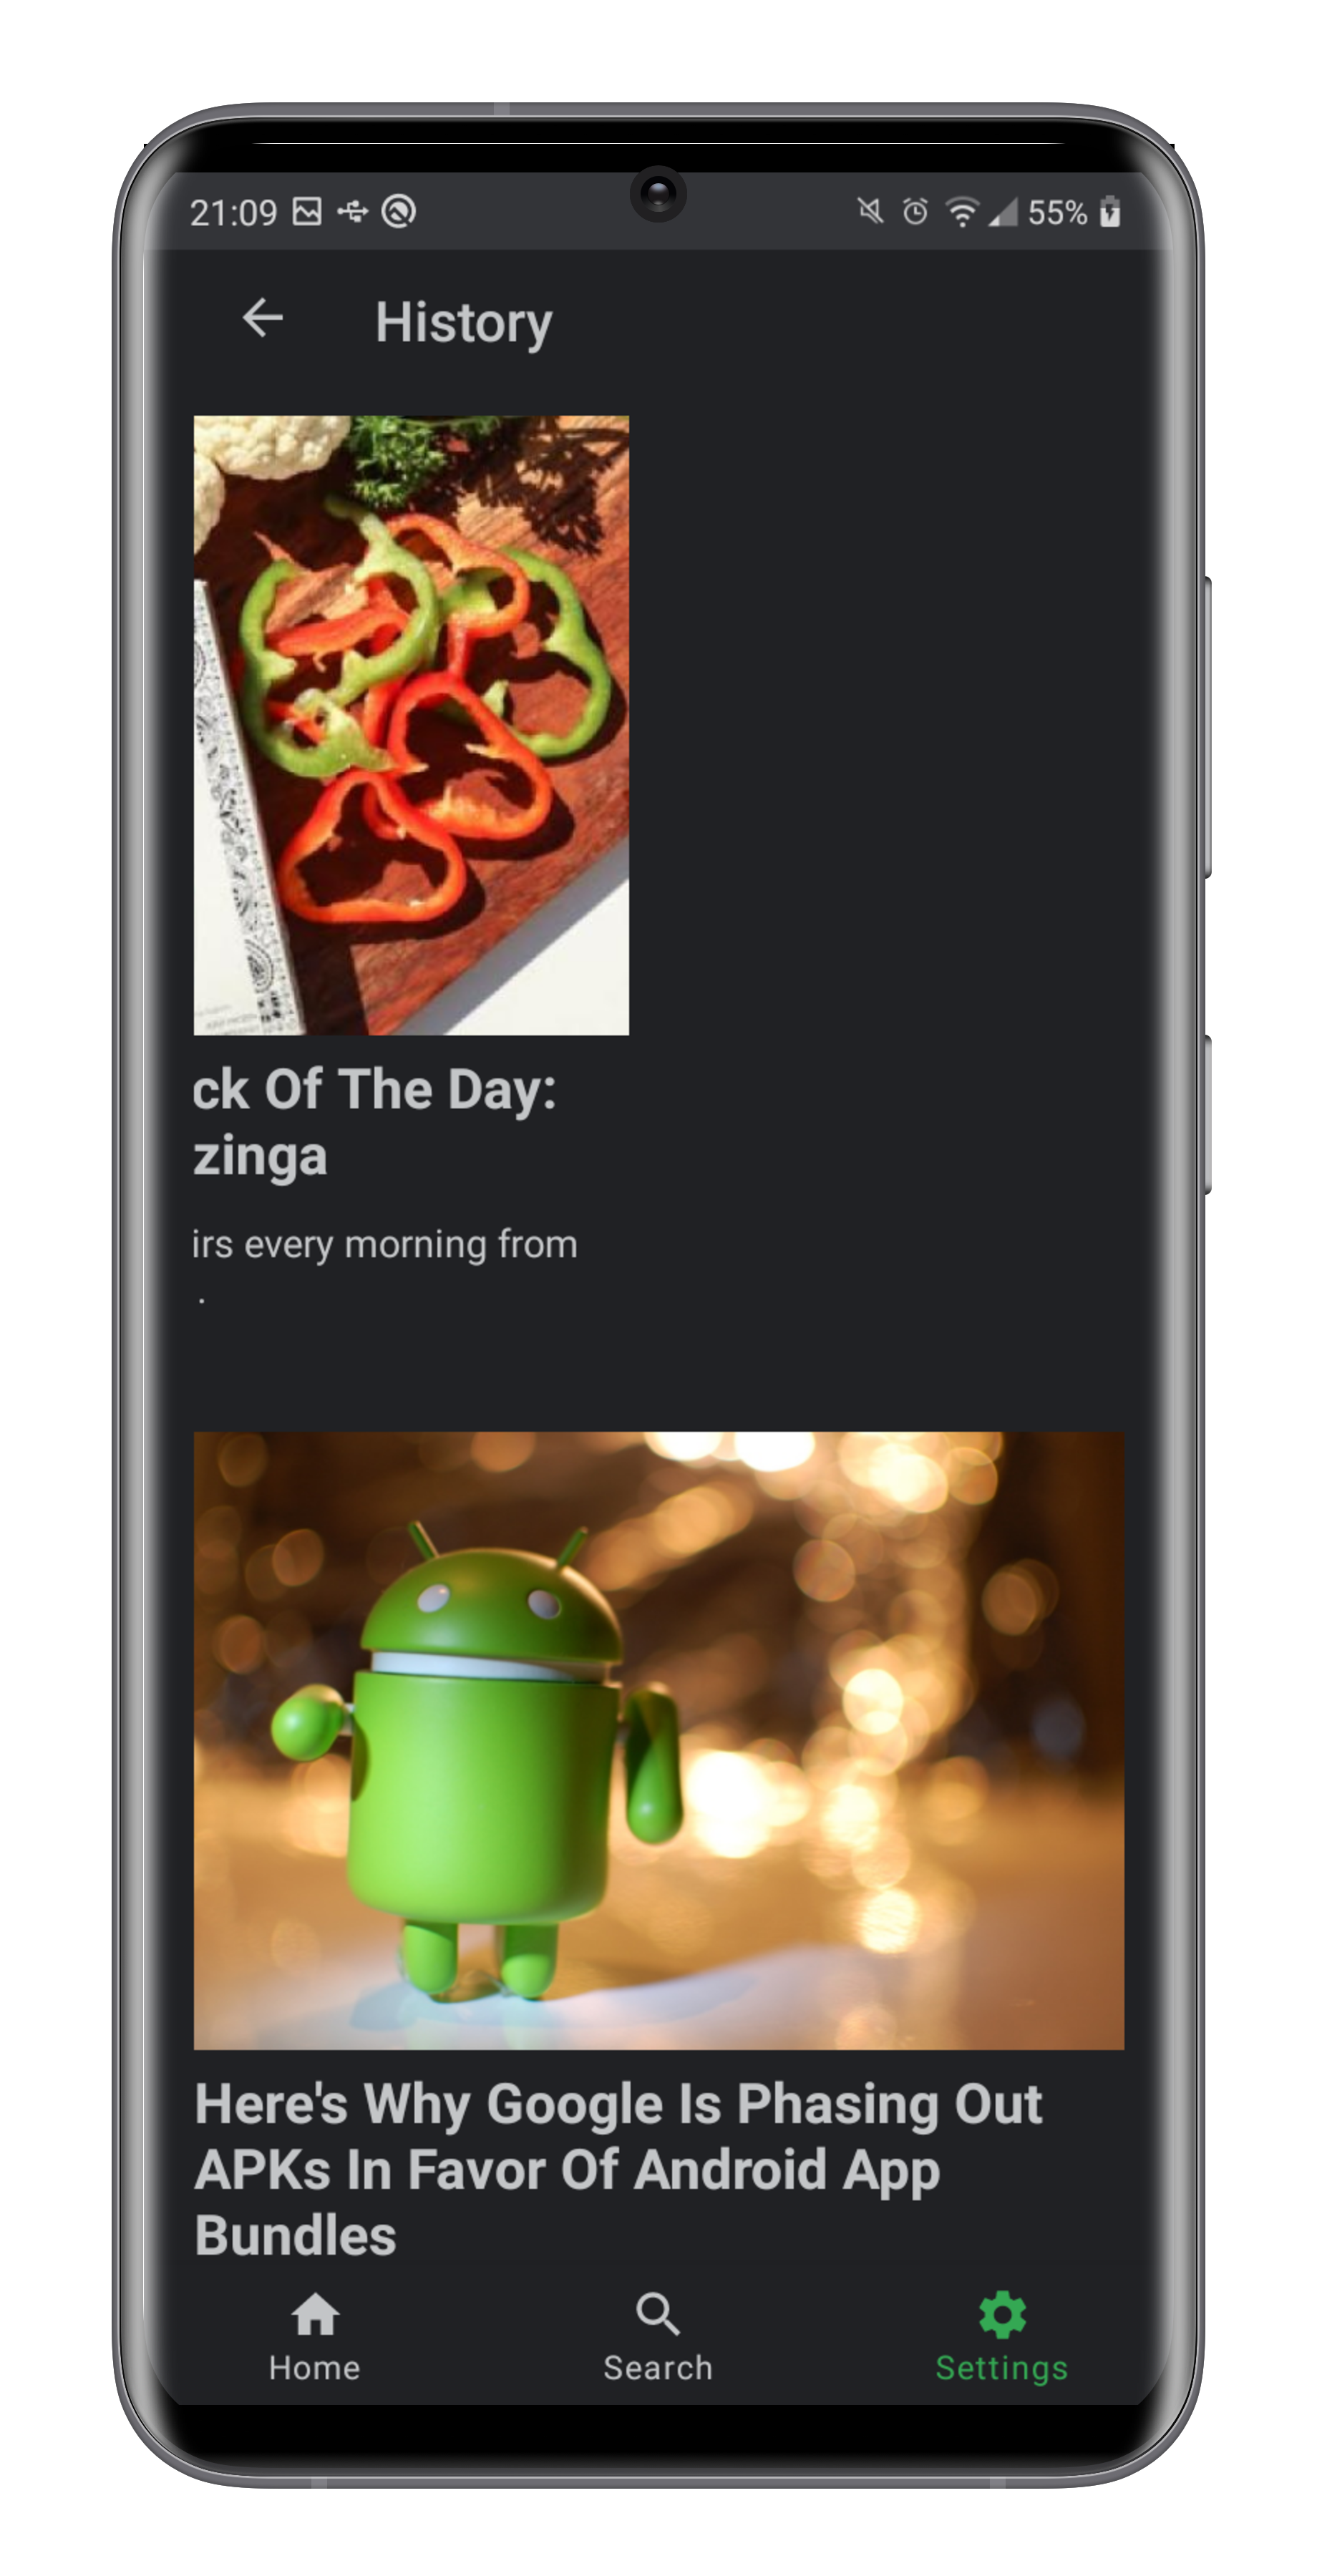 21:09 55%
History
ck Of The Day:
zinga
irs every morning from
.
Here's Why Google Is Phasing Out
APKs In Favor Of Android App
Bundles
Home Search Settings